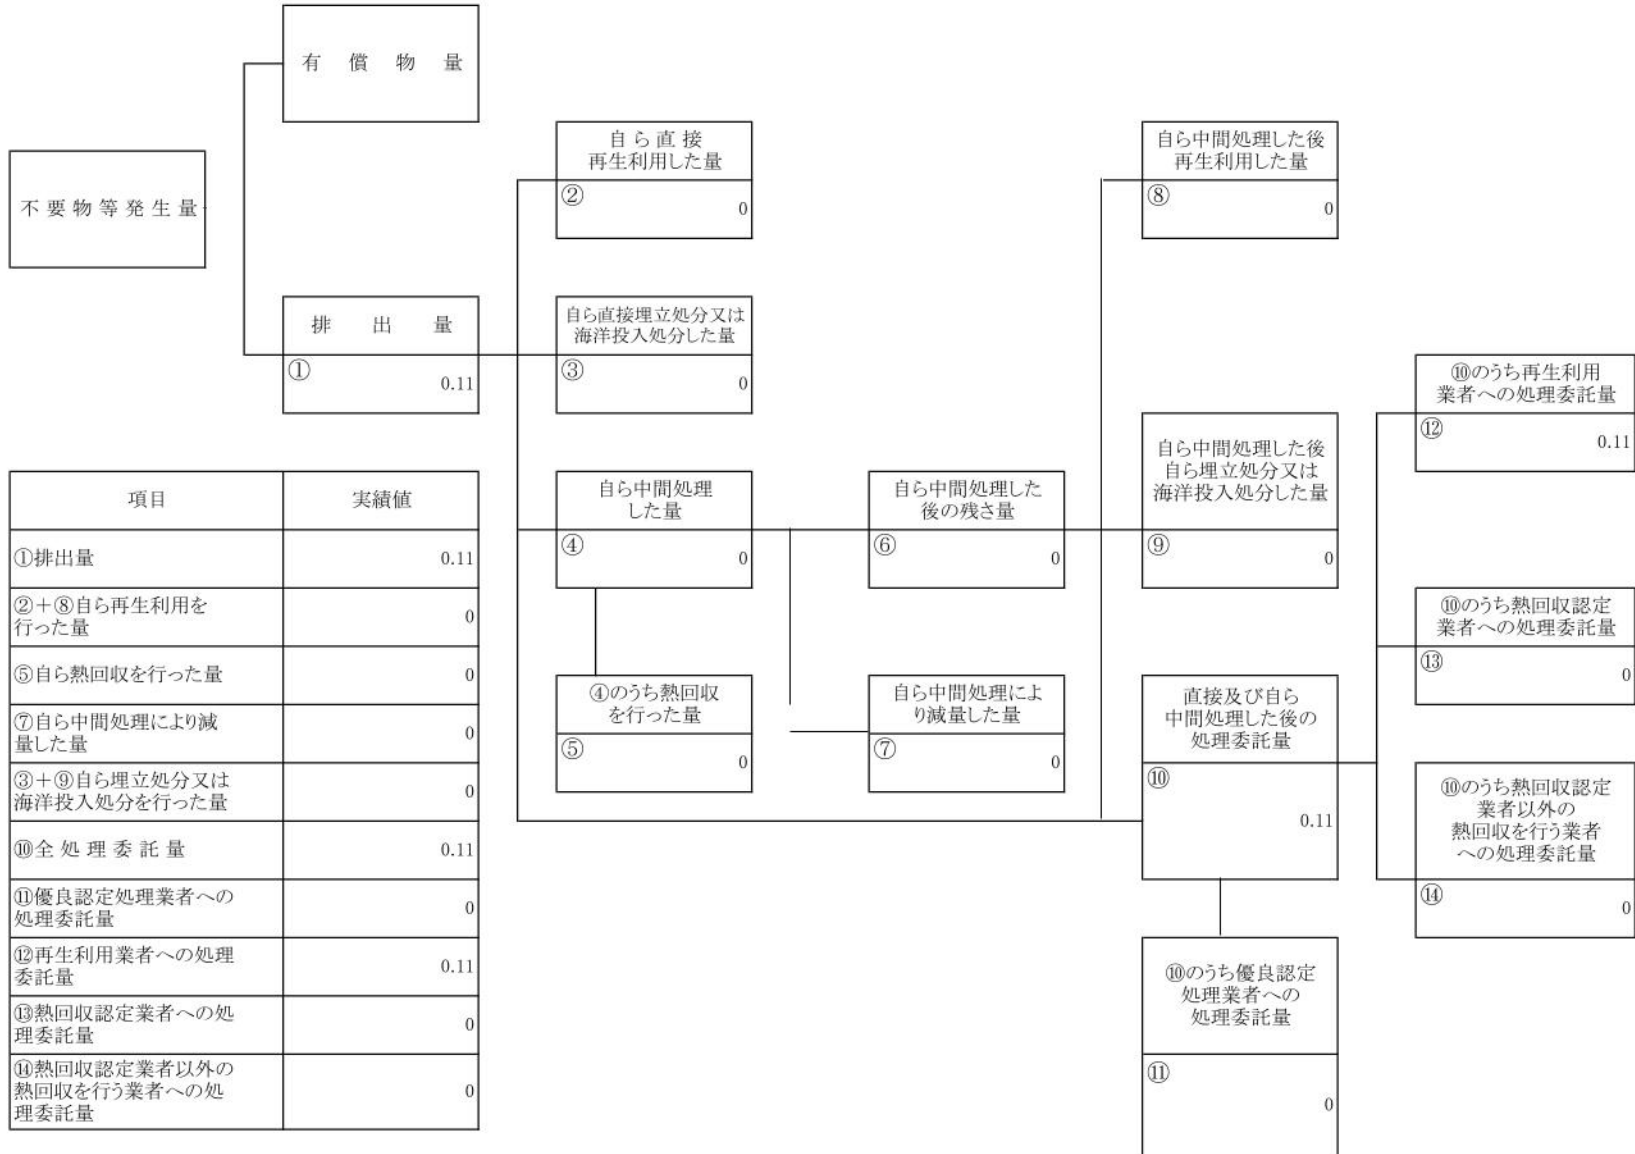 有償物量
不要物等発生量
排出量
①
0.11
自ら直接
再生利用した量
②
0
自ら直接埋立処分又は
海洋投入処分した量
③
0
自ら中間処理
した量
④
0
④のうち熱回収
を行った量
⑤
0
自ら中間処理した
後の残さ量
⑥
0
自ら中間処理によ
り減量した量
⑦
0
自ら中間処理した後
再生利用した量
⑧
0
自ら中間処理した後
自ら埋立処分又は
海洋投入処分した量
⑨
0
直接及び自ら
中間処理した後の
処理委託量
⑩
0.11
⑩のうち優良認定
処理業者への
処理委託量
⑪
0
⑩のうち再生利用
業者への処理委託量
⑫
0.11
⑩のうち熱回収認定
業者への処理委託量
⑬
0
⑩のうち熱回収認定
業者以外の
熱回収を行う業者
への処理委託量
⑭
0
項目 実績値
①排出量 0.11
②+⑧自ら再生利用を
行った量 0
⑤自ら熱回収を行った量 0
⑦自ら中間処理により減
量した量 0
③+⑨自ら埋立処分又は
海洋投入処分を行った量 0
⑩全処理委託量 0.11
⑪優良認定処理業者への
処理委託量 0
⑫再生利用業者への処理
委託量 0.11
⑬熱回収認定業者への処
理委託量 0
⑭熱回収認定業者以外の
熱回収を行う業者への処
理委託量 0